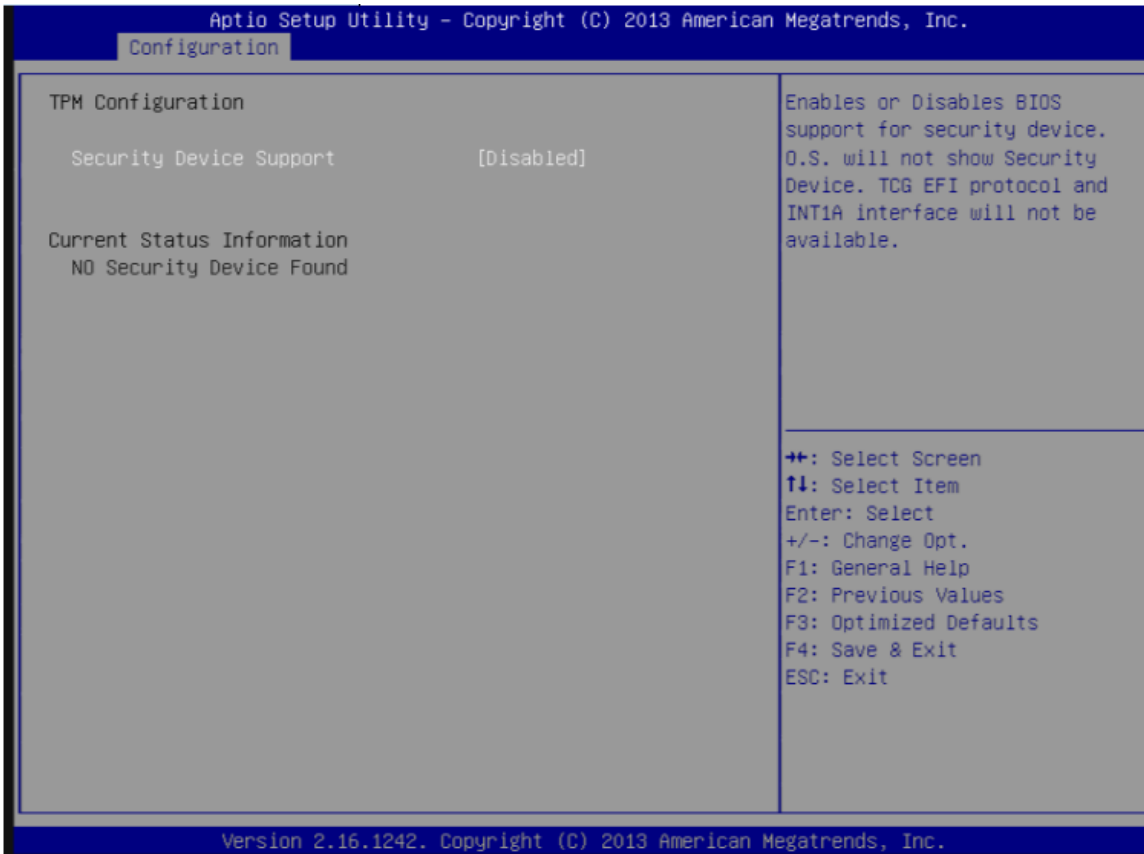 Aptio Setup Utility – Copyright (C) 2013 American Megatrends, Inc.
Configuration
TPM Configuration
Security Device Support [Disabled]
Current Status Information
NO Security Device Found
Enables or Disables BIOS
support for security device.
O.S. will not show Security
Device. TCG EFI protocol and
INT1A interface will not be
available.
→←: Select Screen
↑↓: Select Item
Enter: Select
+/-: Change Opt.
F1: General Help
F2: Previous Values
F3: Optimized Defaults
F4: Save & Exit
ESC: Exit
Version 2.16.1242. Copyright (C) 2013 American Megatrends, Inc.